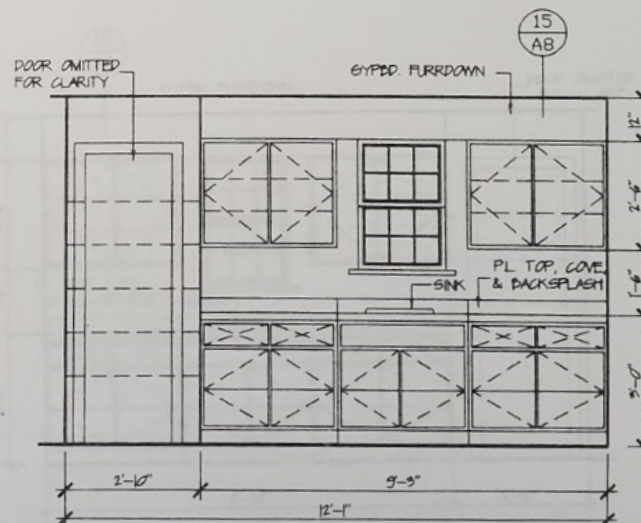 15
A8
DOOR OMITTED
FOR CLARITY
GYPBD. FURRDOWN
12"
2'-6"
PL. TOP, COVE,
& BACKSPLASH
SINK
1'-6"
3'-0"
2'-10"
9'-3"
12'-1"